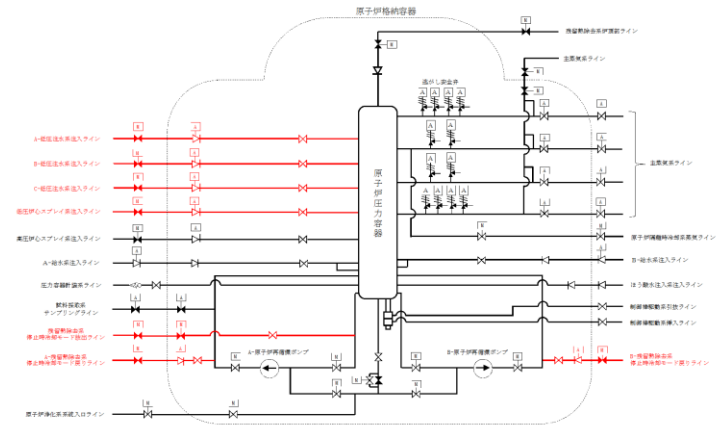 原子炉格納容器
残留熱除去系炉頂部ライン
主蒸気系ライン
逃がし安全弁
A-低圧注水系注入ライン
B-低圧注水系注入ライン
C-低圧注水系注入ライン
低圧炉心スプレイ系注入ライン
高圧炉心スプレイ系注入ライン
A-給水系注入ライン
圧力容器計装系ライン
試料採取系
サンプリングライン
残留熱除去系
停止時冷却モード抜出ライン
A-残留熱除去系
停止時冷却モード戻りライン
原子炉浄化系系統入口ライン
原子炉圧力容器
A-原子炉再循環ポンプ
B-原子炉再循環ポンプ
主蒸気系ライン
原子炉隔離時冷却系蒸気ライン
B-給水系注入ライン
ほう酸水注入系注入ライン
制御棒駆動系引抜ライン
制御棒駆動系挿入ライン
B-残留熱除去系
停止時冷却モード戻りライン